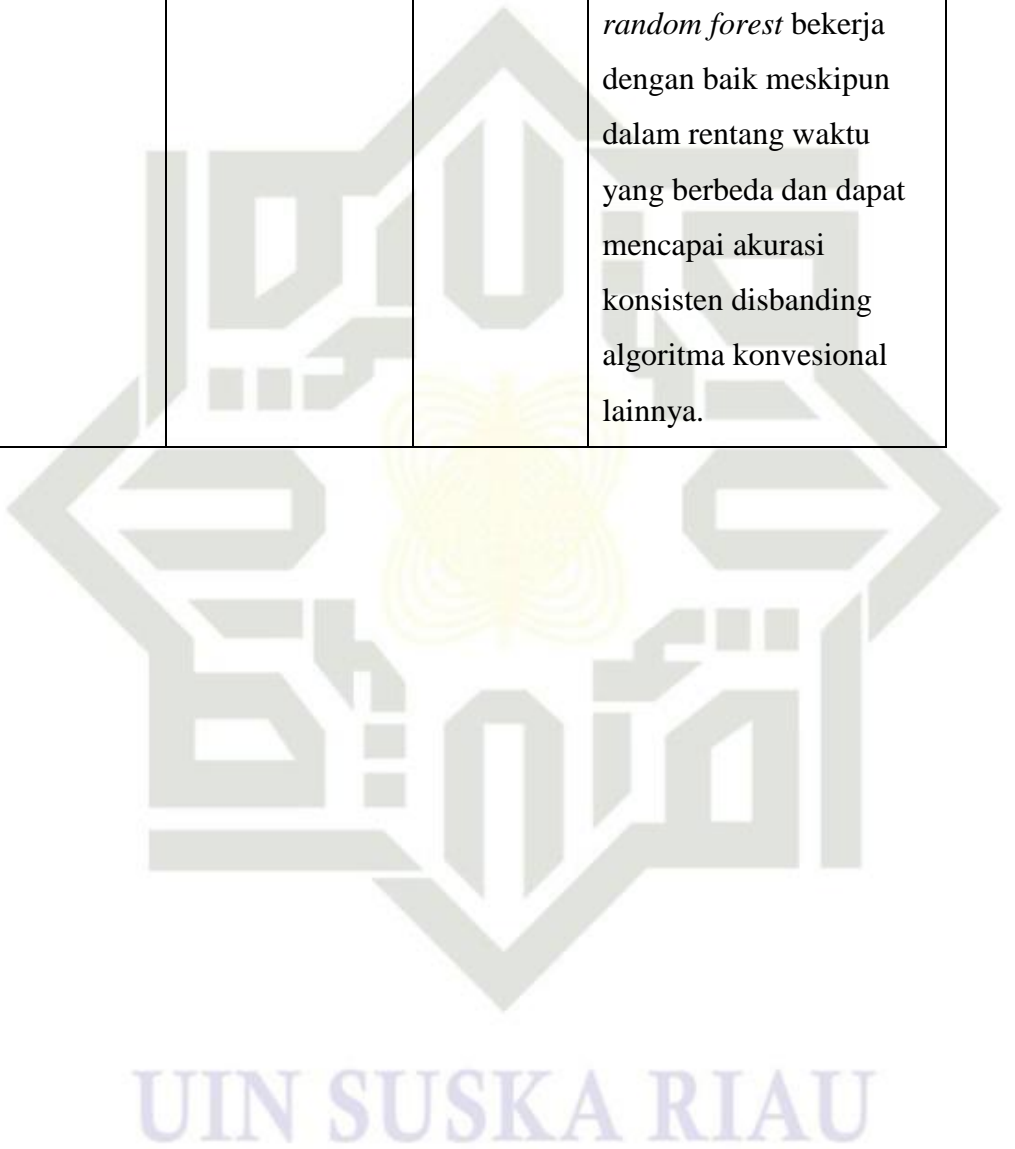 random forest bekerja
dengan baik meskipun
dalam rentang waktu
yang berbeda dan dapat
mencapai akurasi
konsisten disbanding
algoritma konvesional
lainnya.
UIN SUSKA RIAU